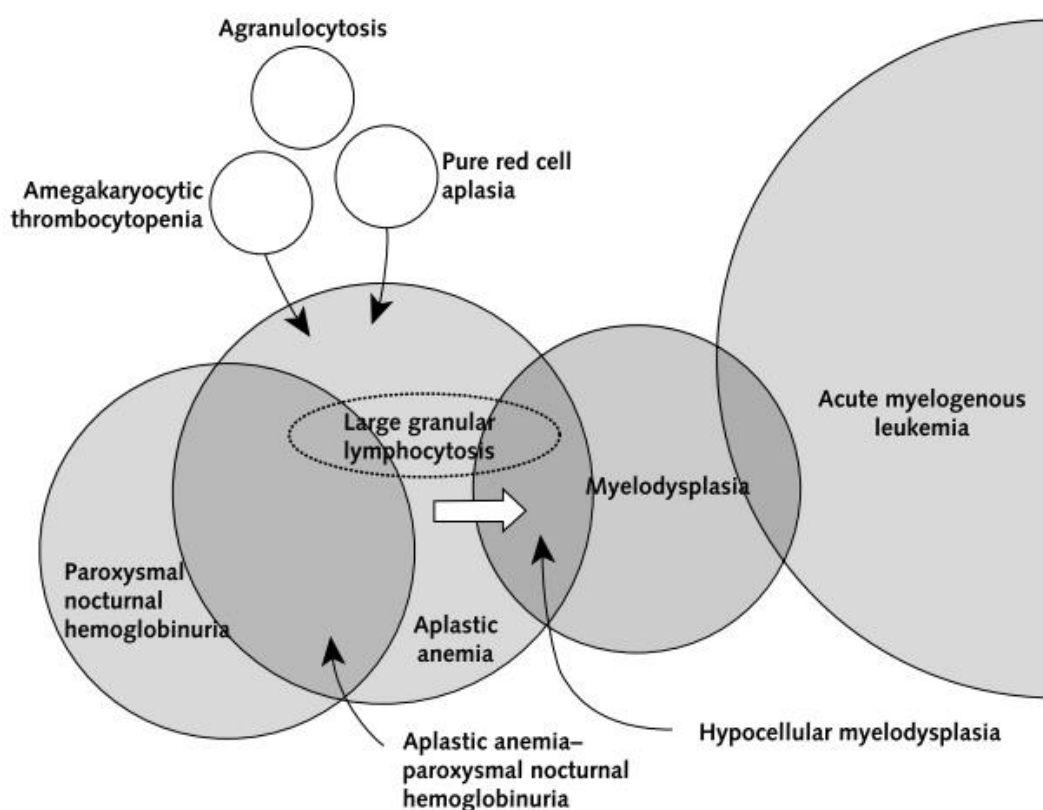 Agranulocytosis
Pure red cell
aplasia
Amegakaryocytic
thrombocytopenia
Large granular
lymphocytosis
Acute myelogenous
leukemia
Myelodysplasia
Paroxysmal
nocturnal
hemoglobinuria
Aplastic
anemia
Hypocellular myelodysplasia
Aplastic anemia–
paroxysmal nocturnal
hemoglobinuria